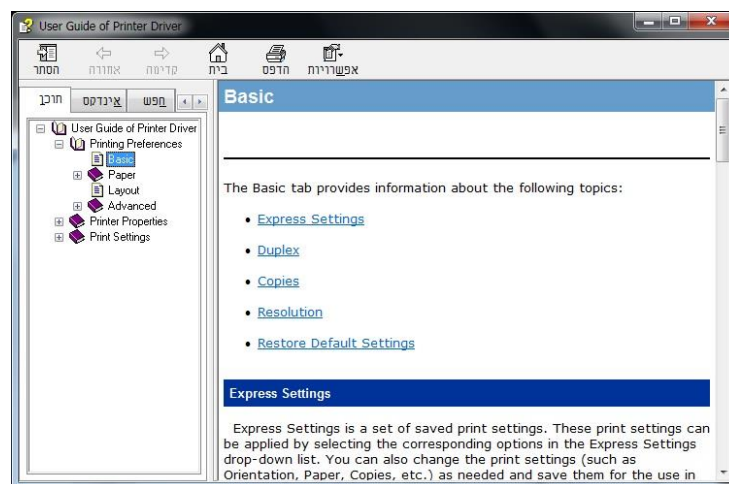 User Guide of Printer Driver
הסתר
אחורה
קדימה
בית
הדפס
אפשרויות
תוכן
אינדקס
חפש
User Guide of Printer Driver
Printing Preferences
Basic
Paper
Layout
Advanced
Printer Properties
Print Settings
Basic
The Basic tab provides information about the following topics:
• Express Settings
• Duplex
• Copies
• Resolution
• Restore Default Settings
Express Settings
Express Settings is a set of saved print settings. These print settings can
be applied by selecting the corresponding options in the Express Settings
drop-down list. You can also change the print settings (such as
Orientation, Paper, Copies, etc.) as needed and save them for the use in